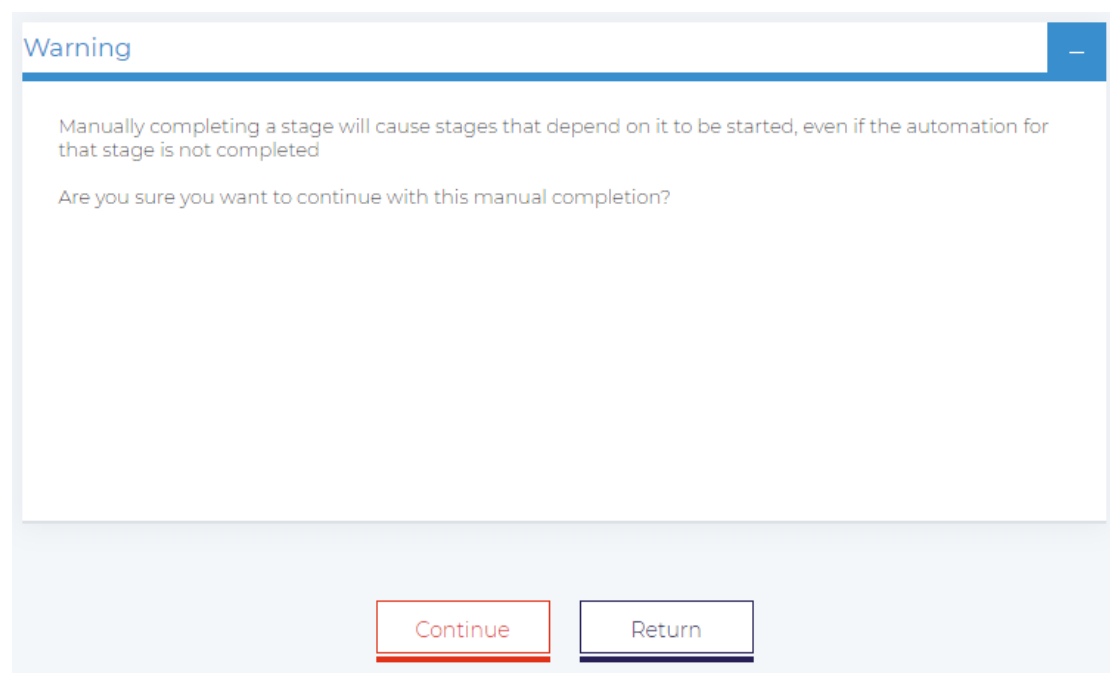 Warning
Manually completing a stage will cause stages that depend on it to be started, even if the automation for
that stage is not completed
Are you sure you want to continue with this manual completion?
Continue
Return